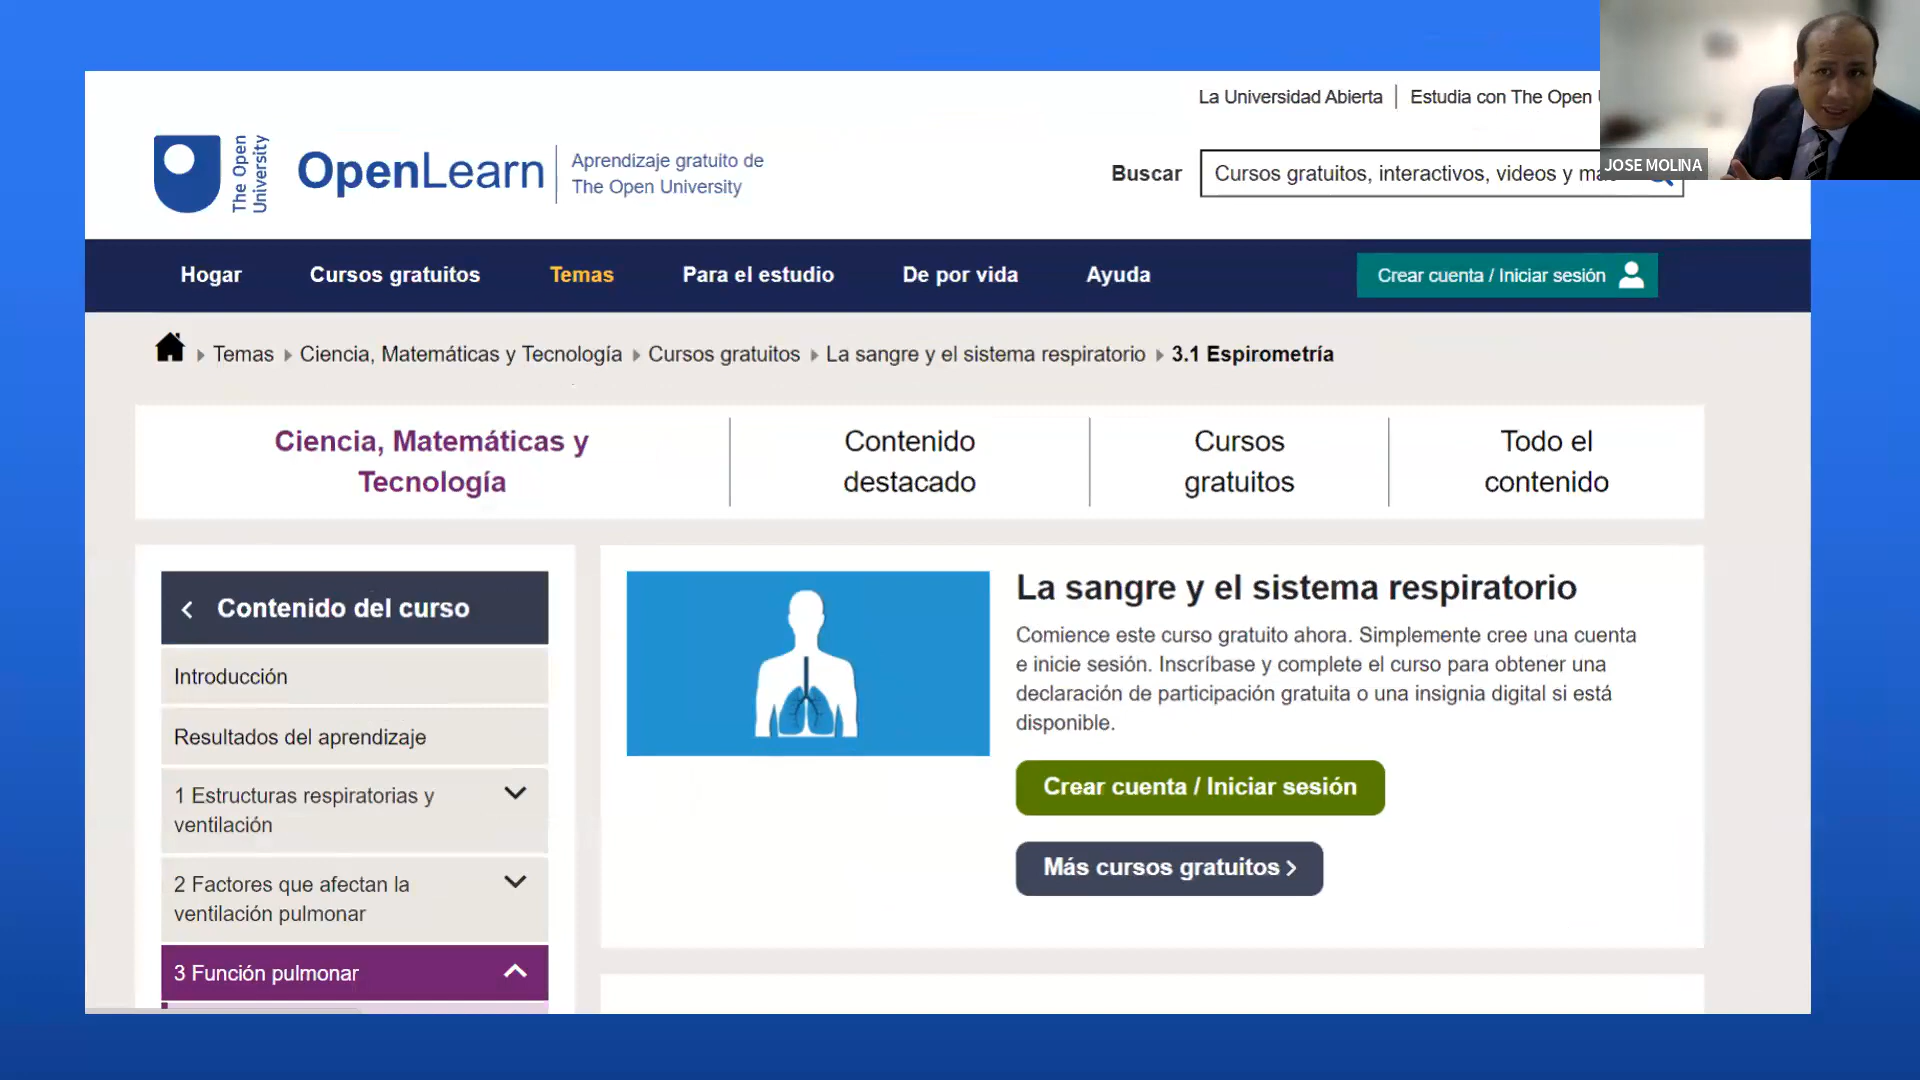 La Universidad Abierta
Estudia con The Open
The Open
University
OpenLearn
Aprendizaje gratuito de
The Open University
Buscar
Cursos gratuitos, interactivos, videos y
JOSE MOLINA
Hogar
Cursos gratuitos
Temas
Para el estudio
De por vida
Ayuda
Crear cuenta / Iniciar sesión
Temas
Ciencia, Matemáticas y Tecnología
Cursos gratuitos
La sangre y el sistema respiratorio
3.1 Espirometría
Ciencia, Matemáticas y
Tecnología
Contenido
destacado
Cursos
gratuitos
Todo el
contenido
Contenido del curso
Introducción
Resultados del aprendizaje
1 Estructuras respiratorias y
ventilación
2 Factores que afectan la
ventilación pulmonar
3 Función pulmonar
La sangre y el sistema respiratorio
Comience este curso gratuito ahora. Simplemente cree una cuenta
e inicie sesión. Inscríbase y complete el curso para obtener una
declaración de participación gratuita o una insignia digital si está
disponible.
Crear cuenta / Iniciar sesión
Más cursos gratuitos